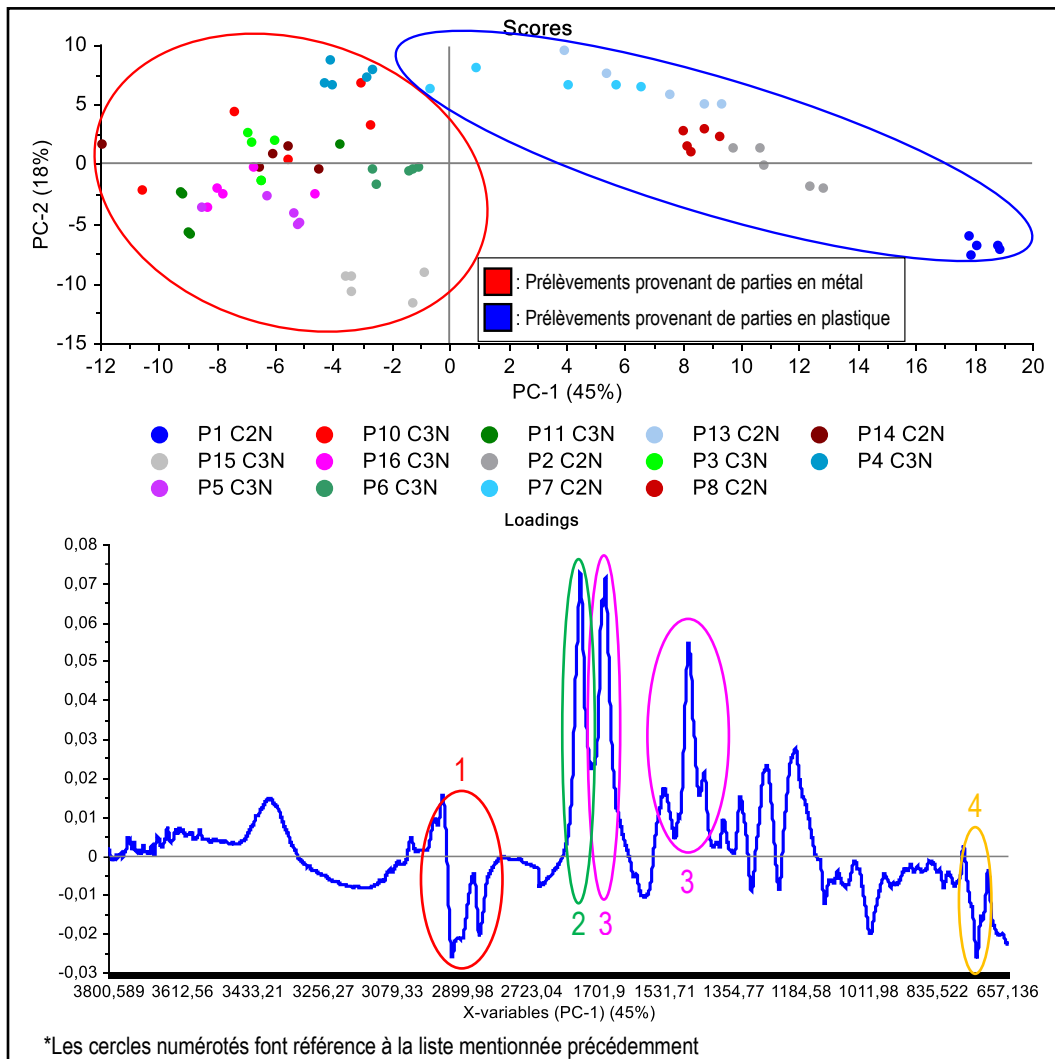 Scores
10
5
0
-5
-10
-15
PC-2 (18%)
: Prélèvements provenant de parties en métal
: Prélèvements provenant de parties en plastique
-12 -10 -8 -6 -4 -2 0 2 4 6 8 10 12 14 16 18 20
PC-1 (45%)
P1 C2N P10 C3N P11 C3N P13 C2N P14 C2N
P15 C3N P16 C3N P2 C2N P3 C3N P4 C3N
P5 C3N P6 C3N P7 C2N P8 C2N
Loadings
0,08
0,07
0,06
0,05
0,04
0,03
0,02
0,01
0
-0,01
-0,02
-0,03
1
2
3
3
4
3800,589 3612,56 3433,21 3256,27 3079,33 2899,98 2723,04 1701,9 1531,71 1354,77 1184,58 1011,98 835,522 657,136
X-variables (PC-1) (45%)
*Les cercles numérotés font référence à la liste mentionnée précédemment